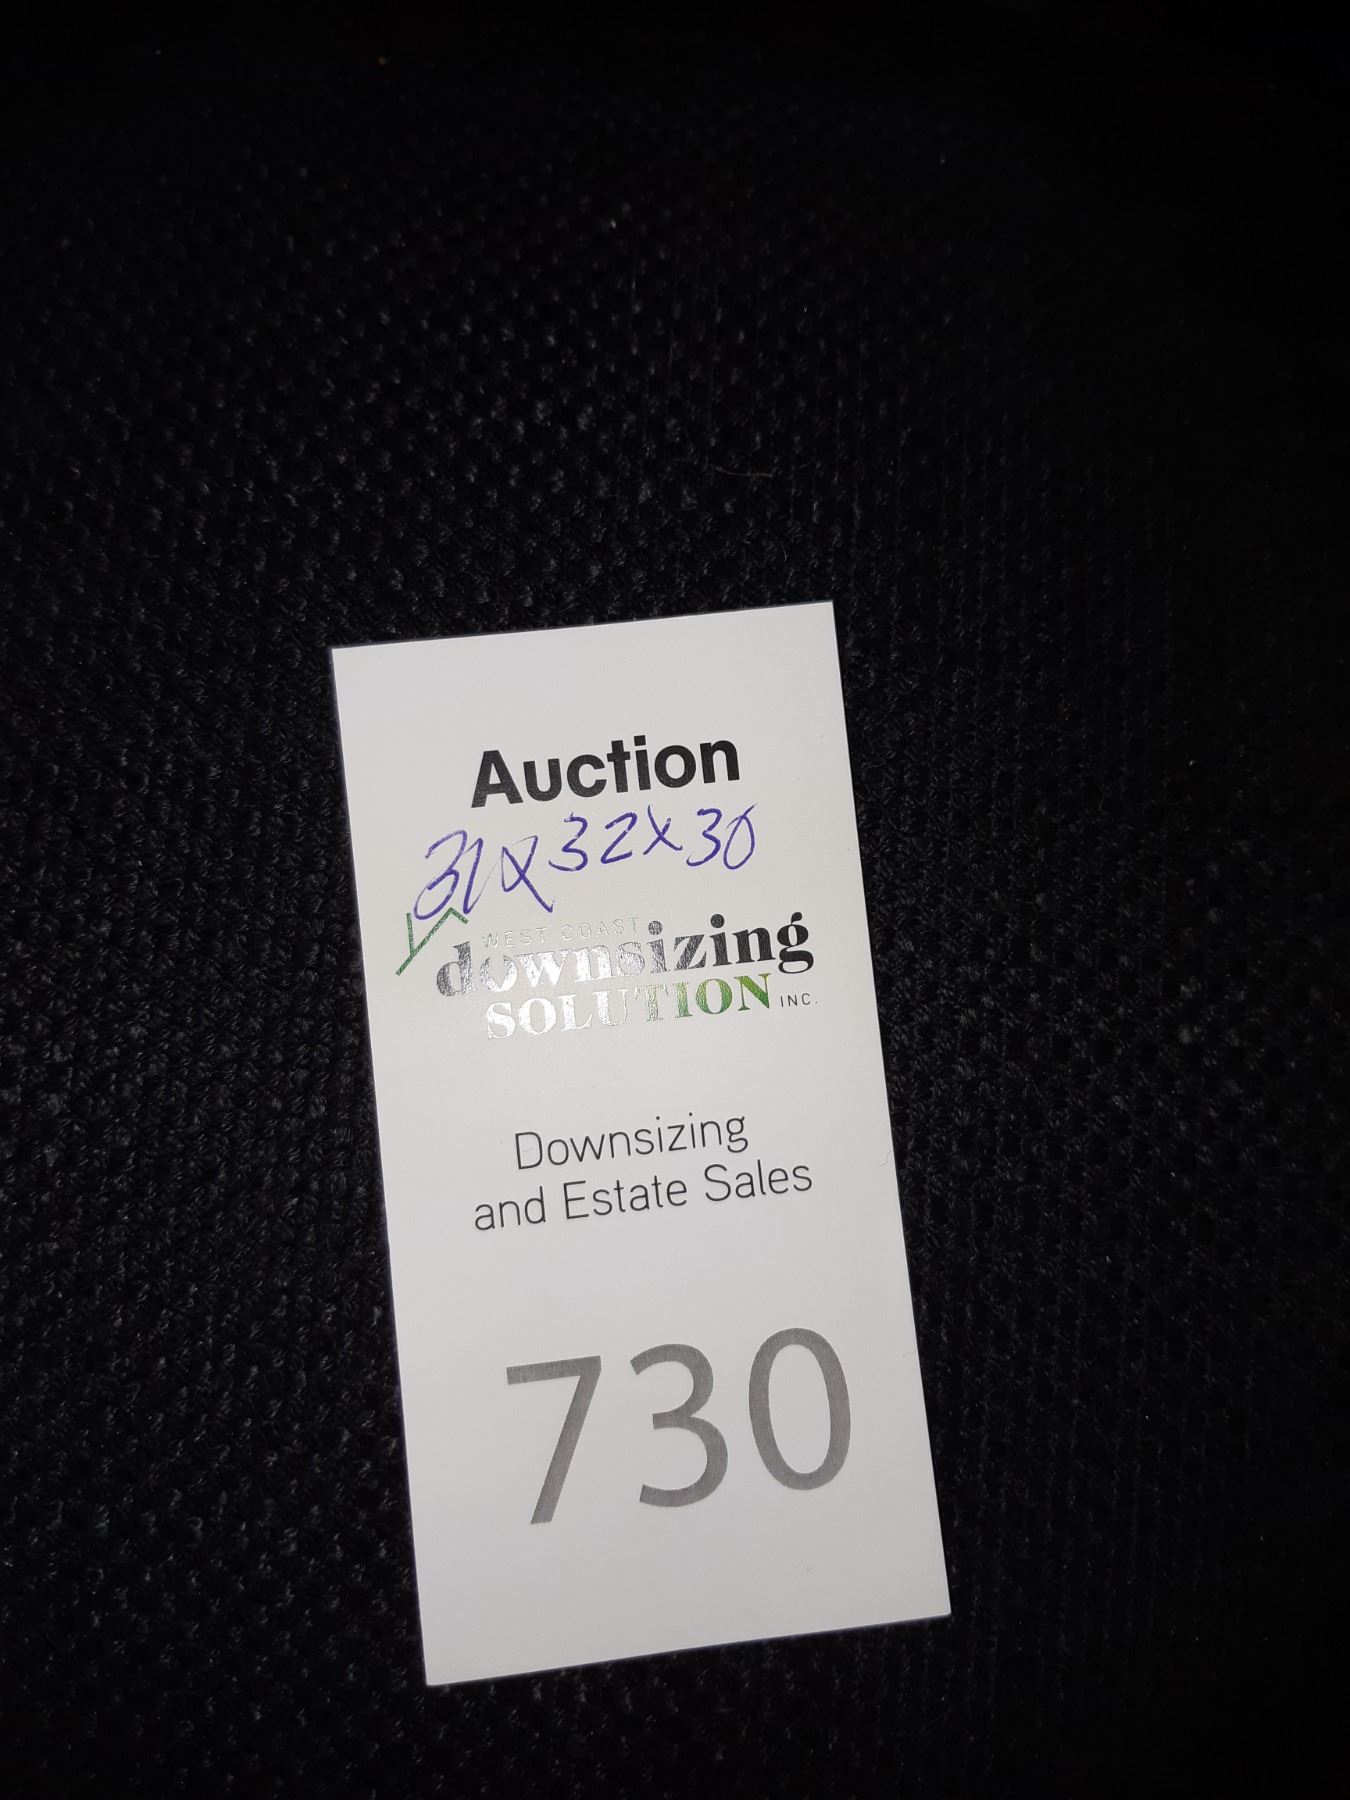 Auction
31x32x30
WEST COAST
downsizing
SOLUTION INC.
Downsizing
and Estate Sales
730